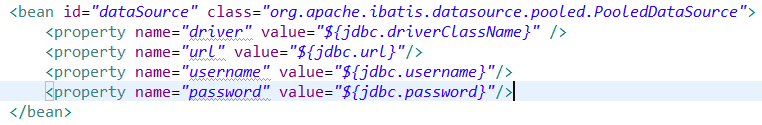 <bean id="dataSource" class="org.apache.ibatis.datasource.pooled.PooledDataSource">
<property name="driver" value="${jdbc.driverClassName}" />
<property name="url" value="${jdbc.url}"/>
<property name="username" value="${jdbc.username}"/>
<property name="password" value="${jdbc.password}"/>
</bean>